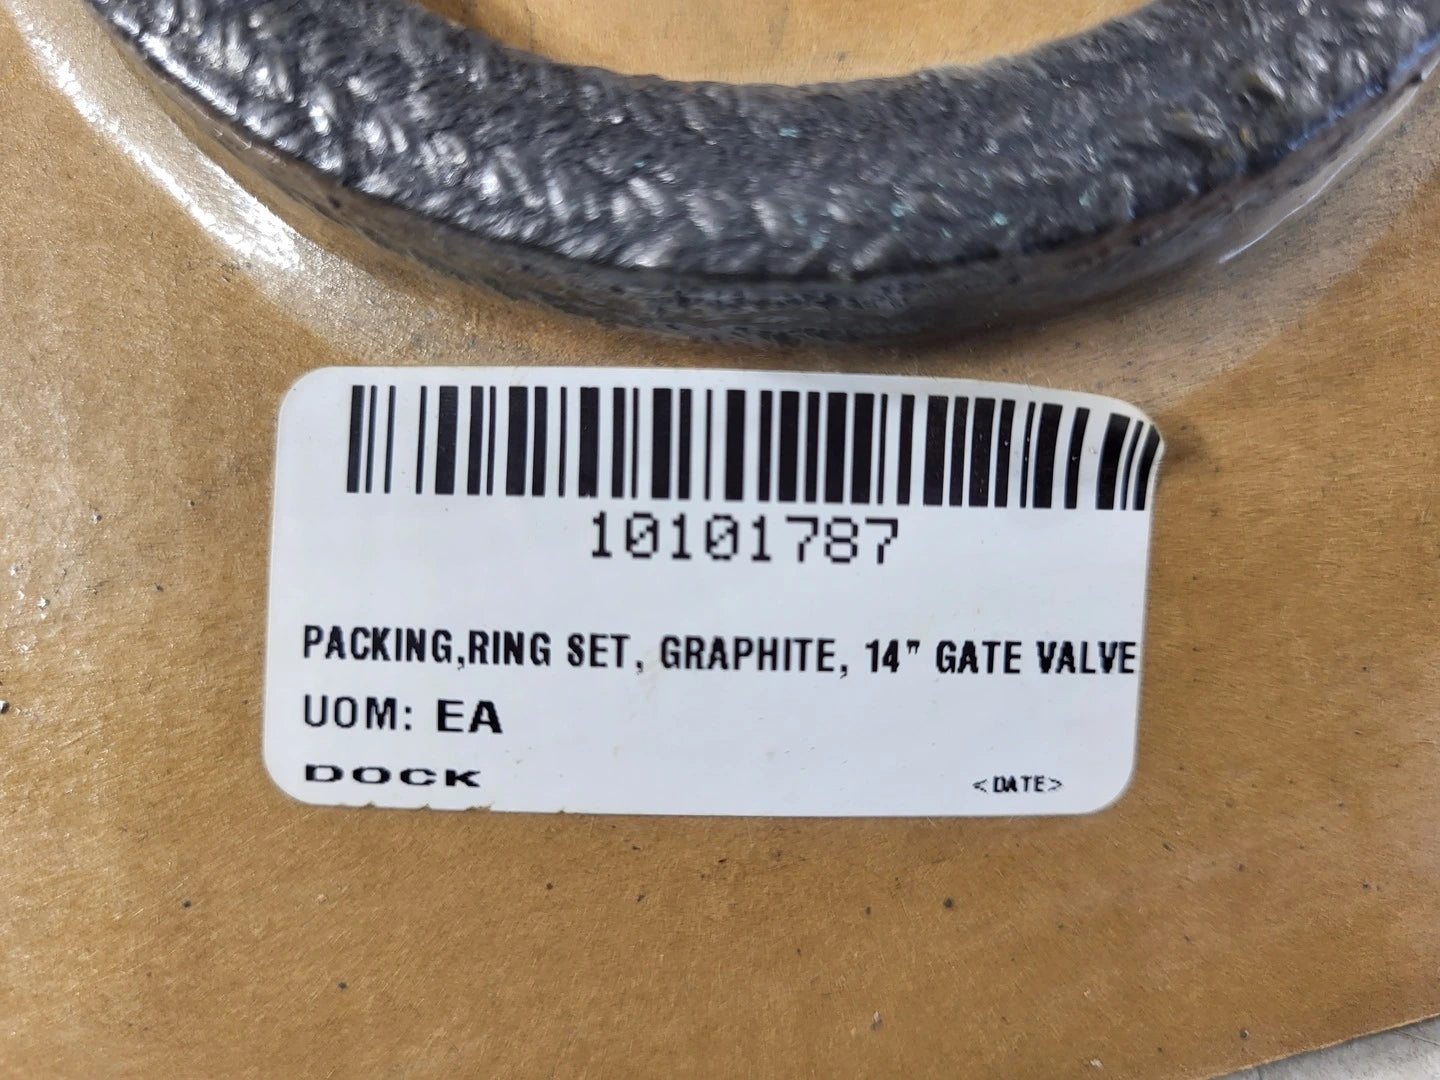 10101787
PACKING,RING SET, GRAPHITE, 14" GATE VALVE
UOM: EA
DOCK
<DATE>